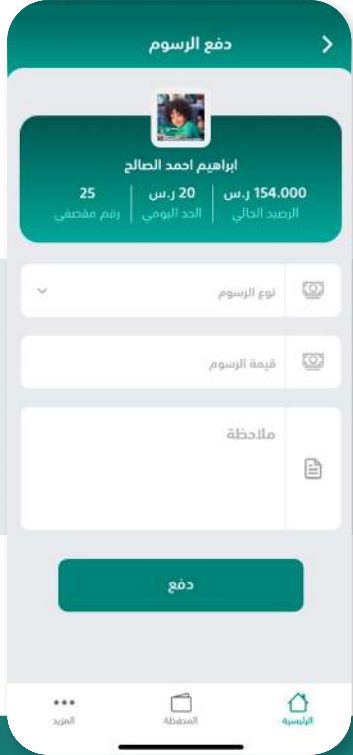 دفع الرسوم
ابراهيم احمد الصالح
154.000 ر.س 20 ر.س 25
الرصيد الحالي الحد اليومي رقم مقصفي
نوع الرسوم
قيمة الرسوم
ملاحظة
دفع
الرئيسية المحفظة المزيد